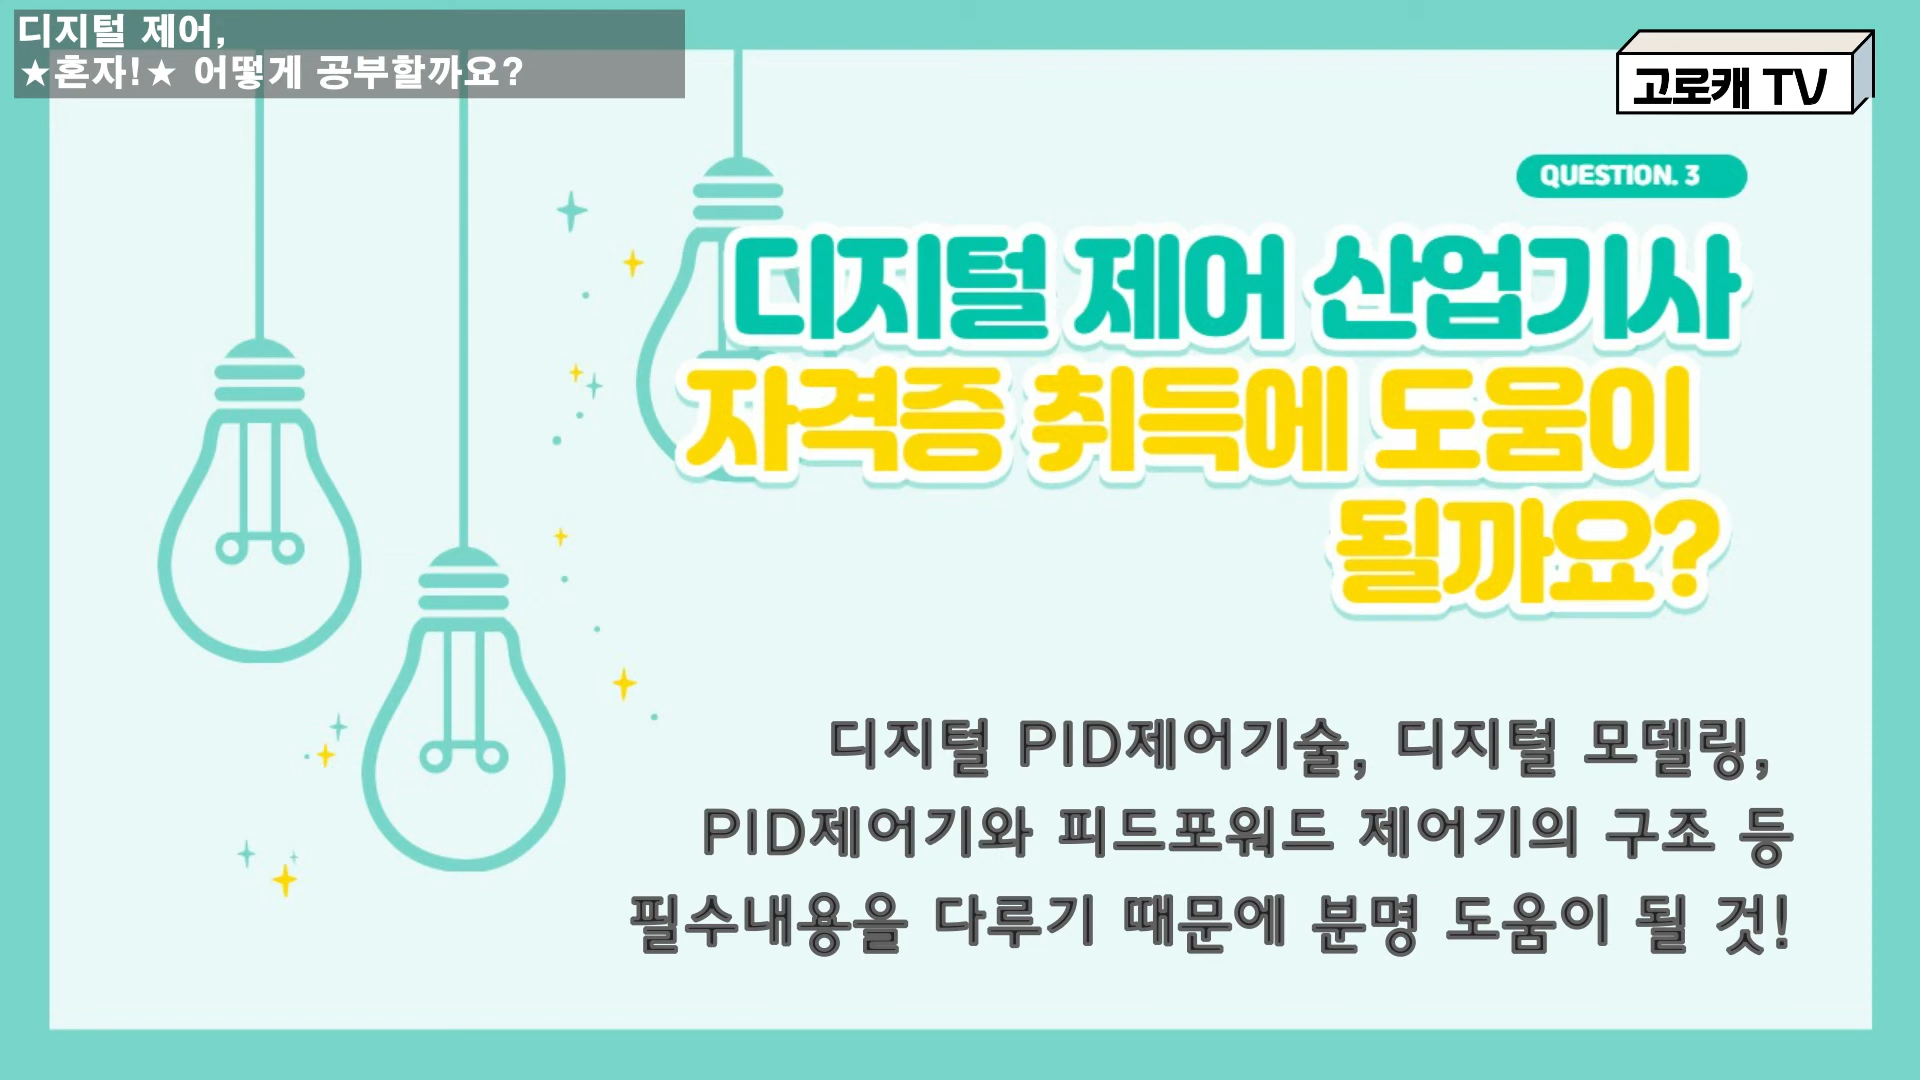 디지털 제어,
★혼자!★ 어떻게 공부할까요?
고로캐 TV
QUESTION. 3
디지털 제어 산업기사
자격증 취득에 도움이
될까요?
디지털 PID제어기술, 디지털 모델링,
PID제어기와 피드포워드 제어기의 구조 등
필수내용을 다루기 때문에 분명 도움이 될 것!